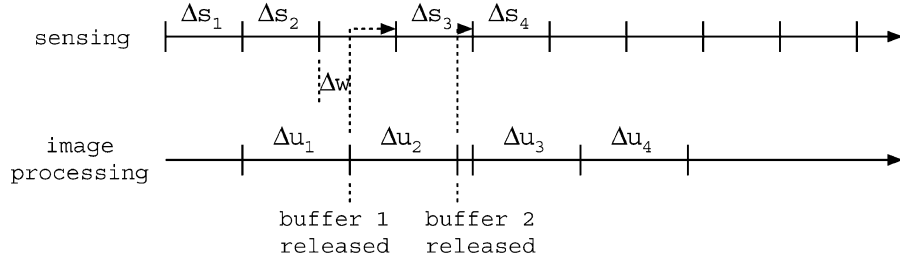 Δs1 Δs2 Δs3 Δs4
sensing
Δw
Δu1 Δu2 Δu3 Δu4
image
processing
buffer 1
released
buffer 2
released